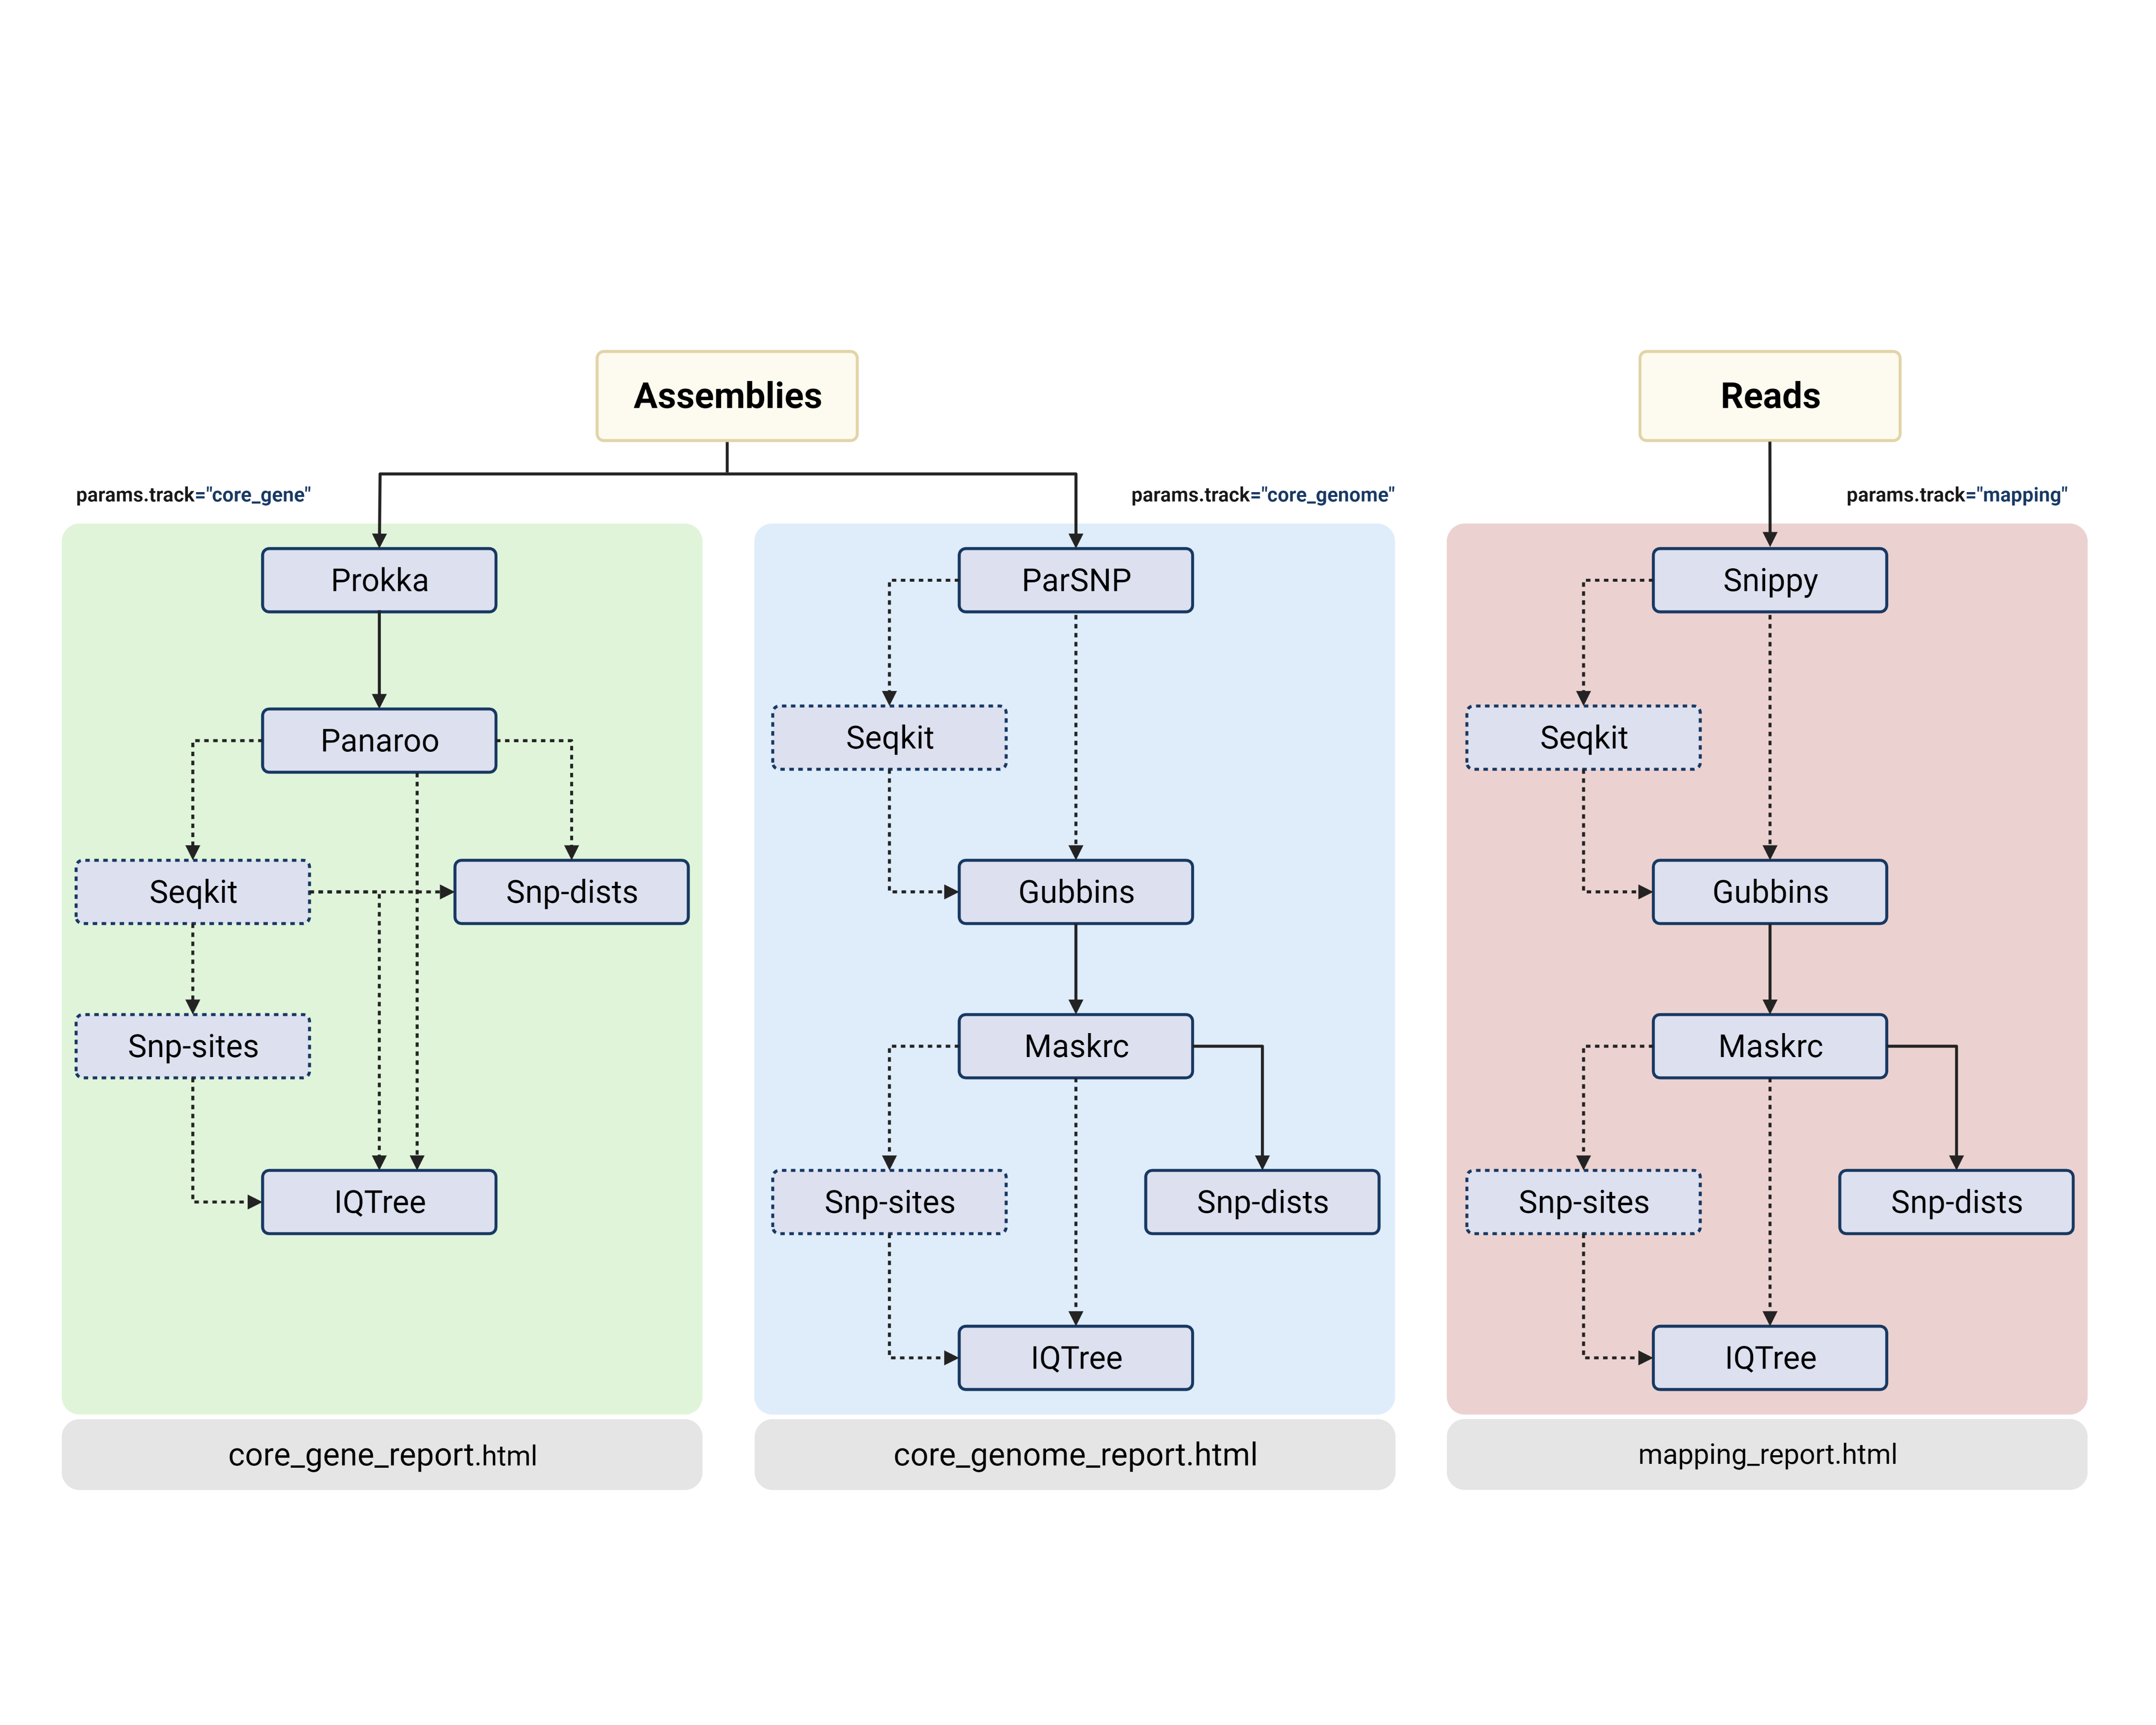 Assemblies
Reads
params.track="core_gene"
params.track="core_genome"
params.track="mapping"
Prokka
Panaroo
Seqkit
Snp-dists
Snp-sites
IQTree
core_gene_report.html
ParSNP
Seqkit
Gubbins
Maskrc
Snp-sites
Snp-dists
IQTree
core_genome_report.html
Snippy
Seqkit
Gubbins
Maskrc
Snp-sites
Snp-dists
IQTree
mapping_report.html